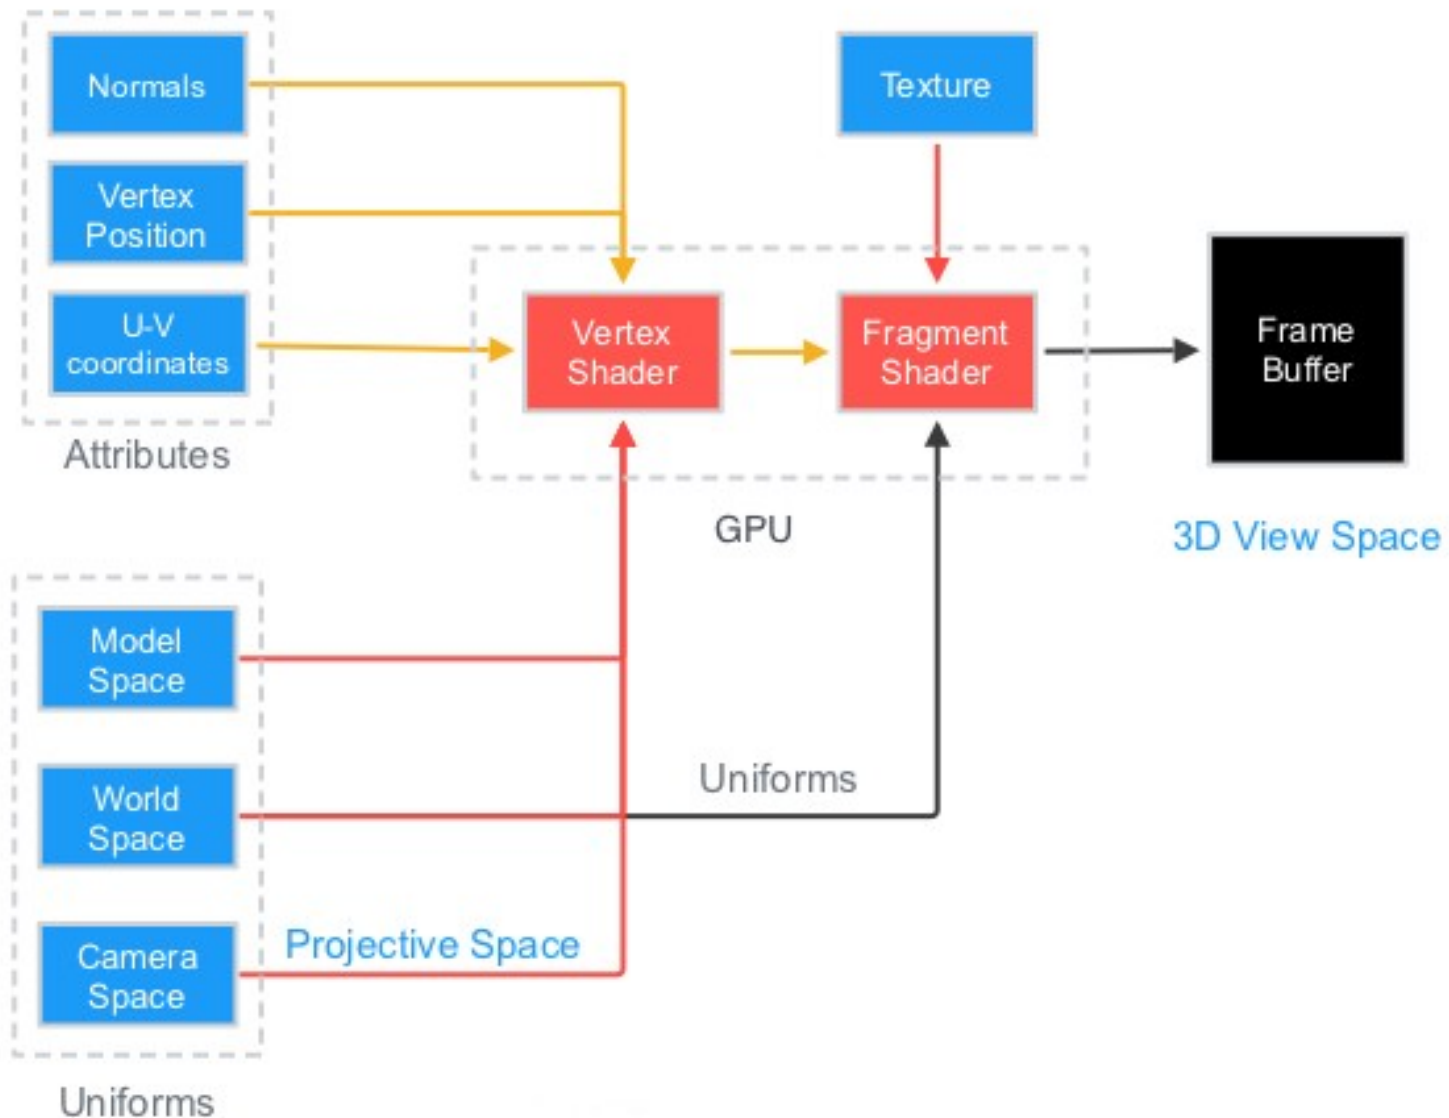 Normals
Vertex
Position
U-V
coordinates
Attributes
Texture
Vertex
Shader
Fragment
Shader
Frame
Buffer
GPU
3D View Space
Model
Space
World
Space
Camera
Space
Projective Space
Uniforms
Uniforms